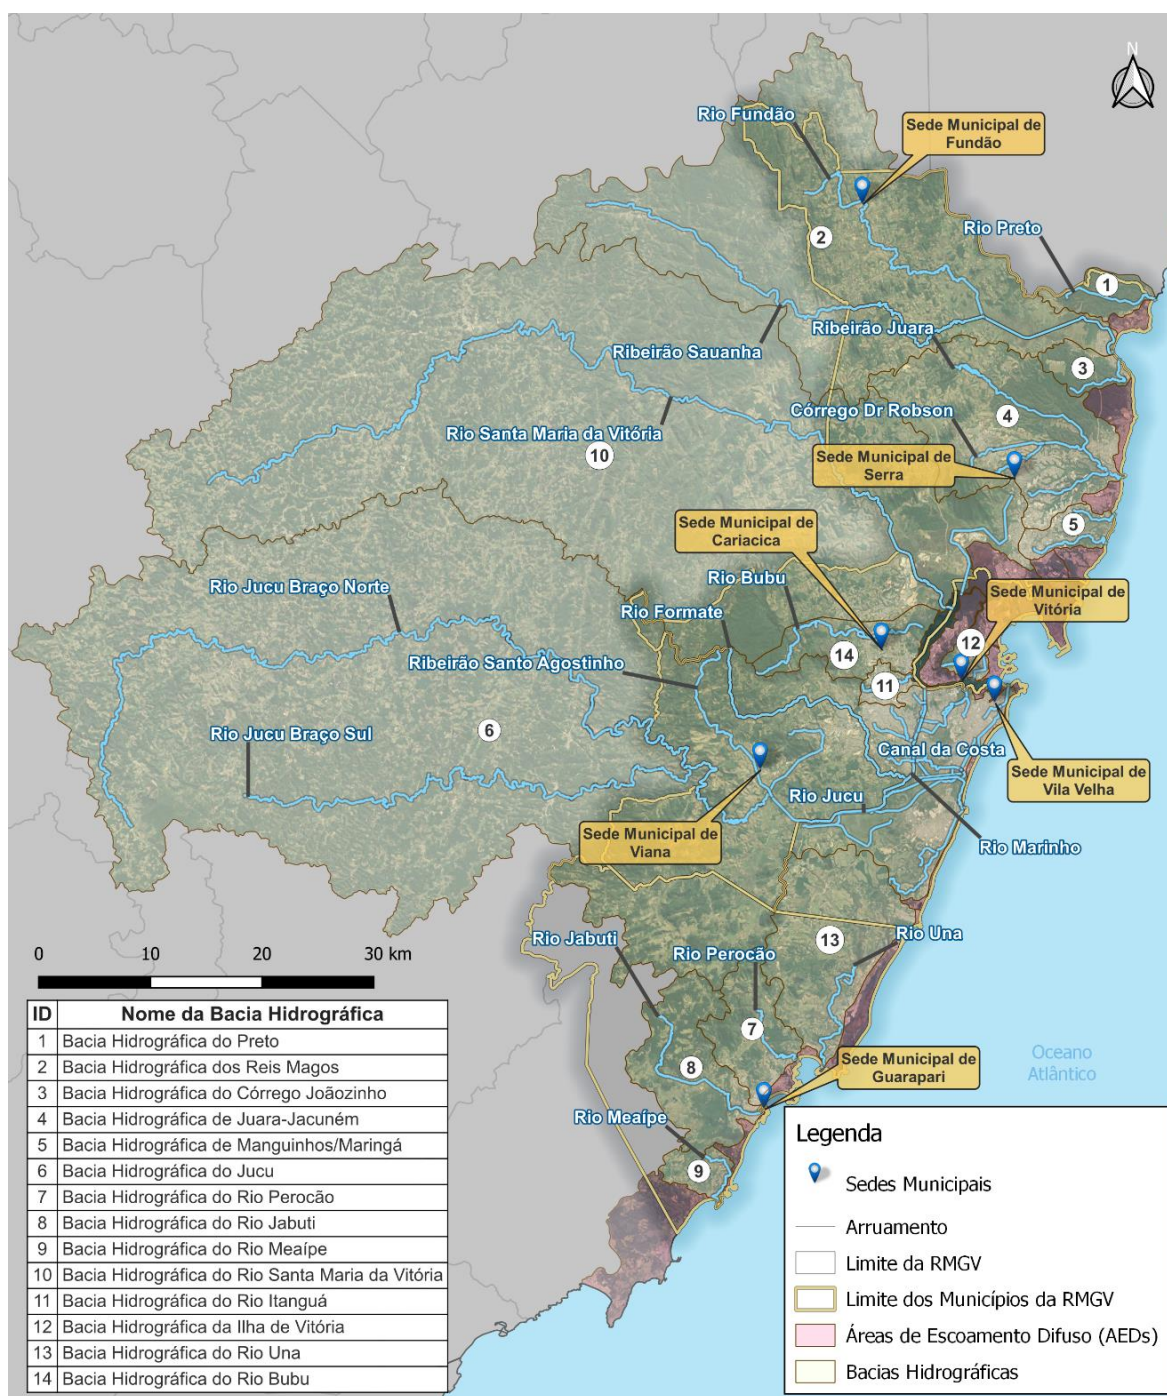 N
Rio Fundão
Sede Municipal de
Fundão
Rio Preto
2
1
Ribeirão Juara
Ribeirão Sauanha
3
Córrego Dr Robson
4
Rio Santa Maria da Vitória
10
Sede Municipal de
Serra
Sede Municipal de
Cariacica
5
Rio Bubu
Rio Jucu Braço Norte
Rio Formate
Sede Municipal de
Vitória
Ribeirão Santo Agostinho
14
12
11
6
Rio Jucu Braço Sul
Canal da Costa
Sede Municipal de
Vila Velha
Rio Jucu
Sede Municipal de
Viana
Rio Marinho
Rio Jabuti
Rio Perocão
13
Rio Una
0 10 20 30 km
7
8
Sede Municipal de
Guarapari
Oceano
Atlântico
Rio Meaípe
9
ID Nome da Bacia Hidrográfica
1 Bacia Hidrográfica do Preto
2 Bacia Hidrográfica dos Reis Magos
3 Bacia Hidrográfica do Córrego Joãozinho
4 Bacia Hidrográfica de Juara-Jacuném
5 Bacia Hidrográfica de Manguinhos/Maringá
6 Bacia Hidrográfica do Jucu
7 Bacia Hidrográfica do Rio Perocão
8 Bacia Hidrográfica do Rio Jabuti
9 Bacia Hidrográfica do Rio Meaípe
10 Bacia Hidrográfica do Rio Santa Maria da Vitória
11 Bacia Hidrográfica do Rio Itanguá
12 Bacia Hidrográfica da Ilha de Vitória
13 Bacia Hidrográfica do Rio Una
14 Bacia Hidrográfica do Rio Bubu
Legenda
Sedes Municipais
Arruamento
Limite da RMGV
Limite dos Municípios da RMGV
Áreas de Escoamento Difuso (AEDs)
Bacias Hidrográficas